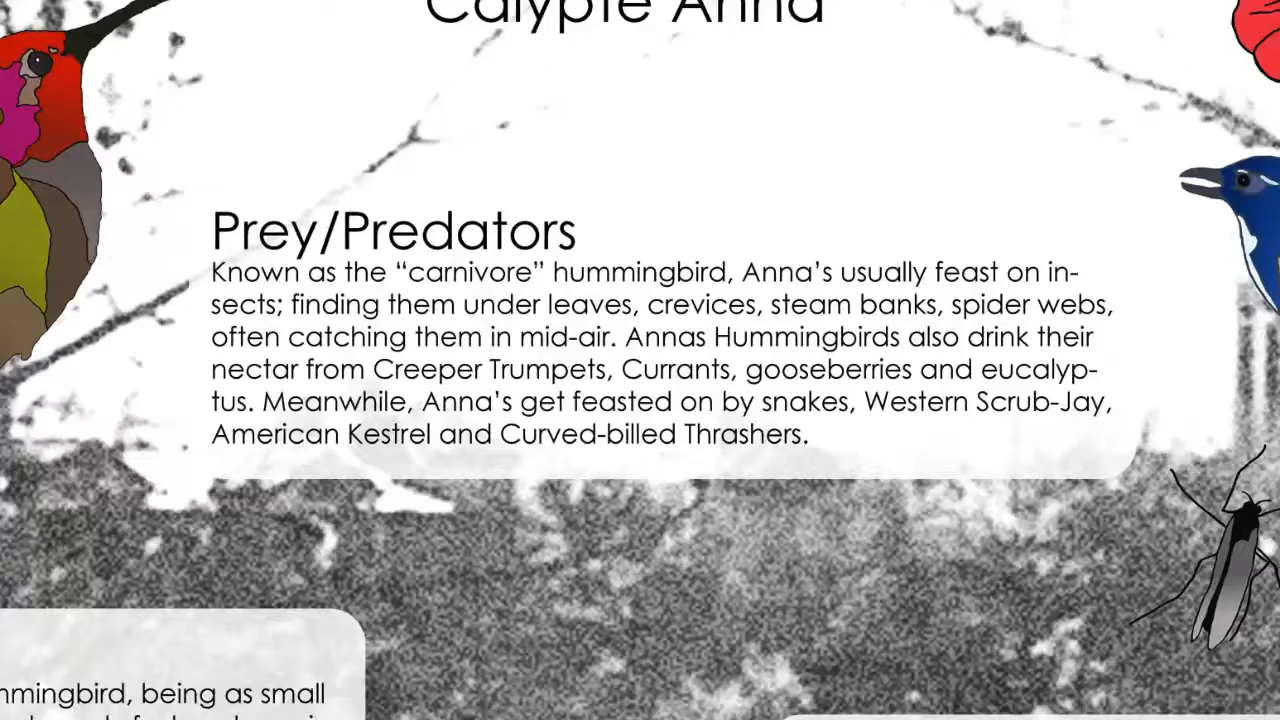 Calypte Anna
Prey/Predators
Known as the “carnivore” hummingbird, Anna’s usually feast on in-
sects; finding them under leaves, crevices, steam banks, spider webs,
often catching them in mid-air. Annas Hummingbirds also drink their
nectar from Creeper Trumpets, Currants, gooseberries and eucalyp-
tus. Meanwhile, Anna’s get feasted on by snakes, Western Scrub-Jay,
American Kestrel and Curved-billed Thrashers.
mmingbird, being as small